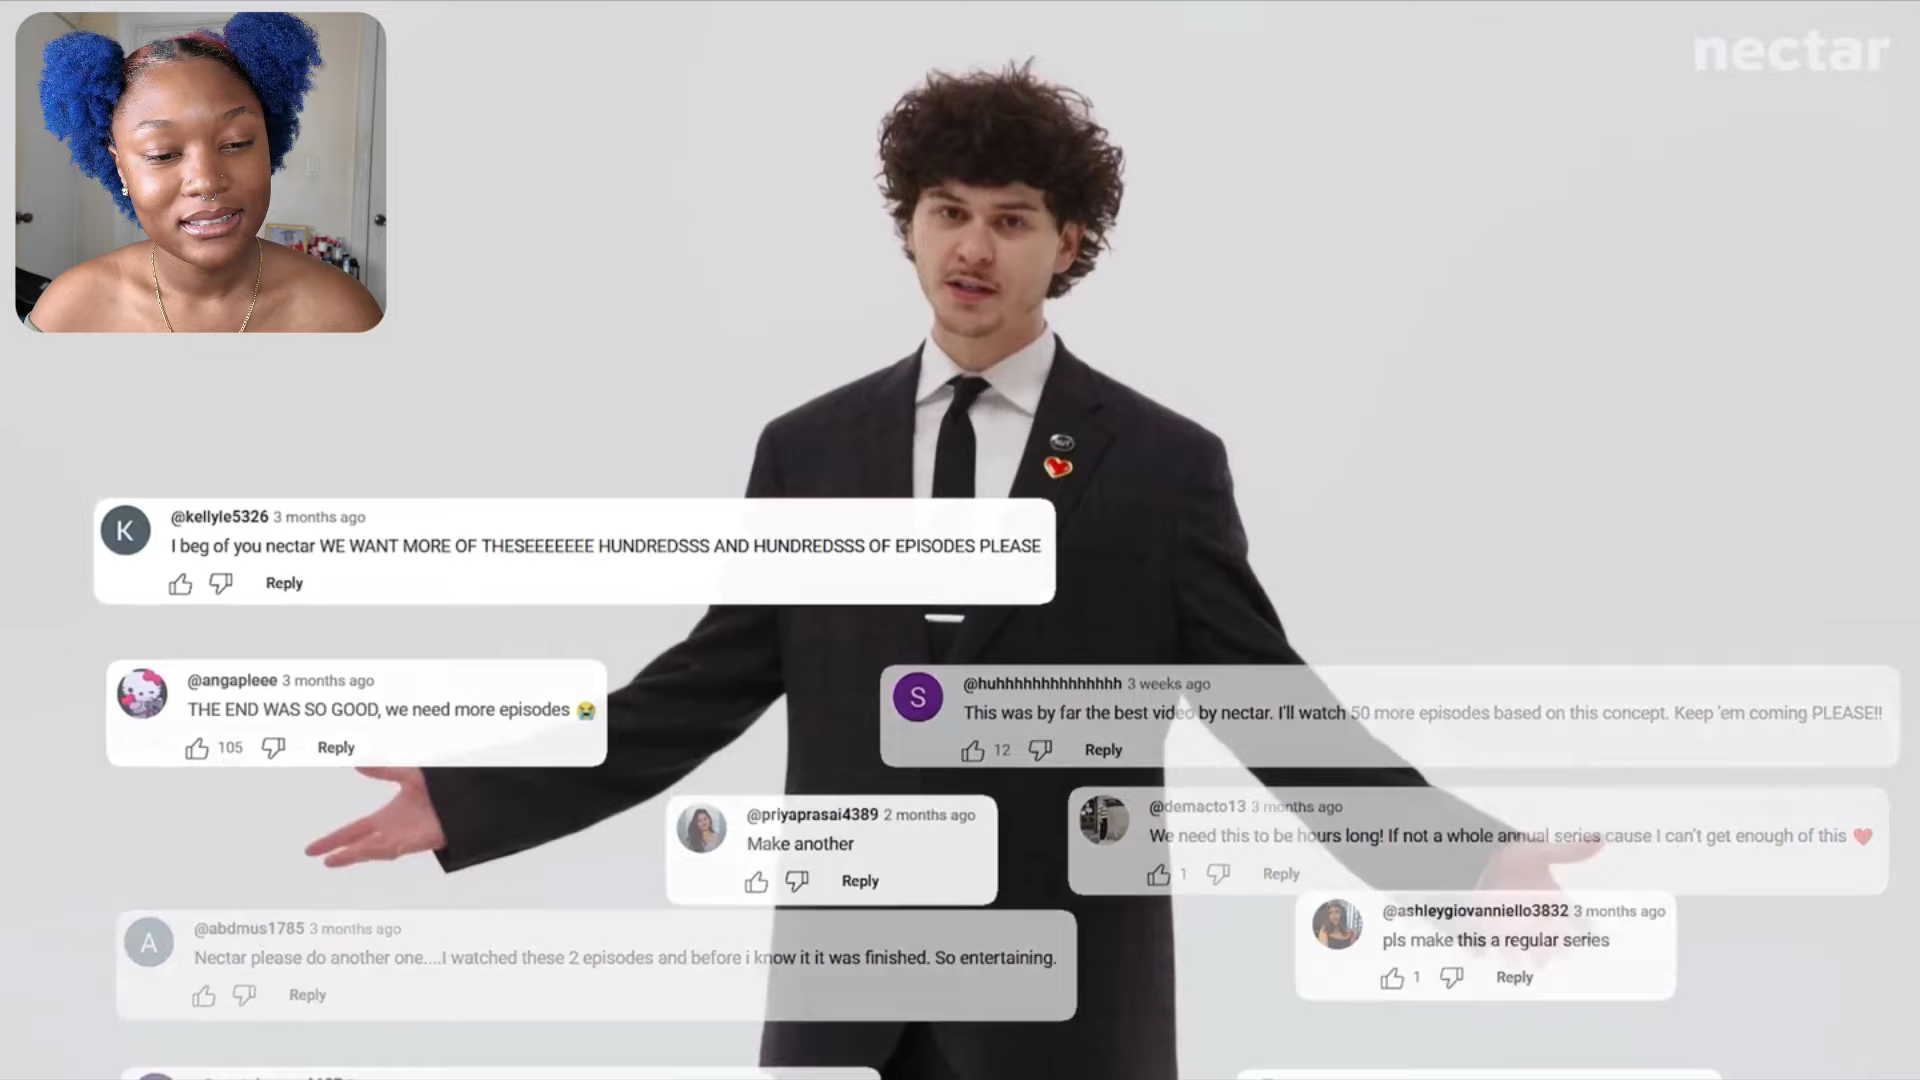 nectar
@kellyle5326 3 months ago
I beg of you nectar WE WANT MORE OF THESEEEEEEE HUNDREDSSS AND HUNDREDSSS OF EPISODES PLEASE
K
Reply
@angapleee 3 months ago
THE END WAS SO GOOD, we need more episodes 😭
105 Reply
S
@huhhhhhhhhhhhhhh 3 weeks ago
This was by far the best video by nectar. I'll watch 50 more episodes based on this concept. Keep 'em coming PLEASE!!
12 Reply
@priyaprasai4389 2 months ago
Make another
Reply
@demacto13 3 months ago
We need this to be hours long! If not a whole annual series cause I can't get enough of this ❤️
1 Reply
A
@abdmus1785 3 months ago
Nectar please do another one....I watched these 2 episodes and before i know it it was finished. So entertaining.
Reply
@ashleygiovanniello3832 3 months ago
pls make this a regular series
1 Reply